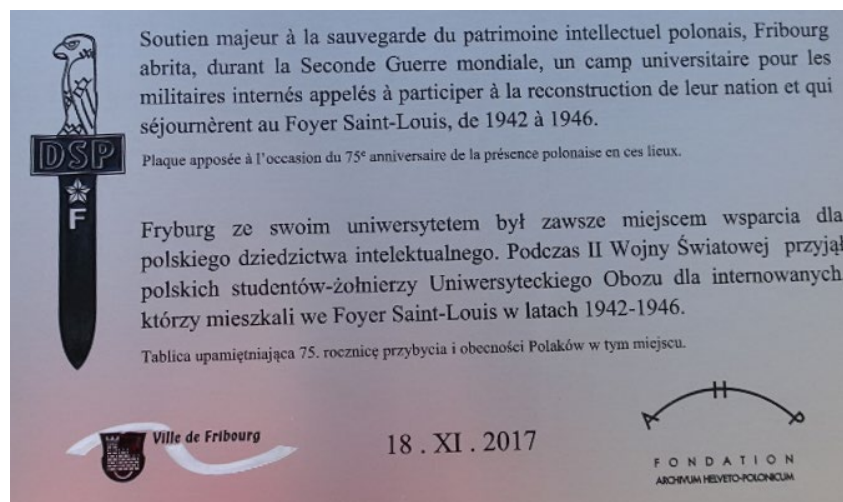 Soutien majeur à la sauvegarde du patrimoine intellectuel polonais, Fribourg
abrita, durant la Seconde Guerre mondiale, un camp universitaire pour les
militaires internés appelés à participer à la reconstruction de leur nation et qui
séjournèrent au Foyer Saint-Louis, de 1942 à 1946.
Plaque apposée à l'occasion du 75e anniversaire de la présence polonaise en ces lieux.
DSP
F
Fryburg ze swoim uniwersytetem był zawsze miejscem wsparcia dla
polskiego dziedzictwa intelektualnego. Podczas II Wojny Światowej przyjął
polskich studentów-żołnierzy Uniwersyteckiego Obozu dla internowanych
którzy mieszkali we Foyer Saint-Louis w latach 1942-1946.
Tablica upamiętniająca 75. rocznicę przybycia i obecności Polaków w tym miejscu.
Ville de Fribourg
18 . XI . 2017
A H P
FONDATION
ARCHIVUM HELVETO-POLONICUM